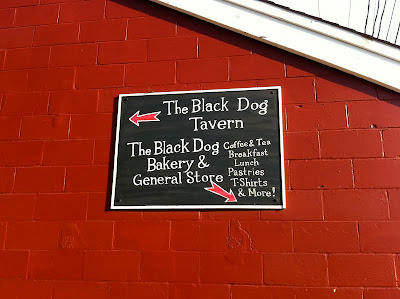 The Black Dog
Tavern
The Black Dog
Bakery &
General Store
Coffee & Tea
Breakfast
Lunch
Pastries
T-Shirts
& More!